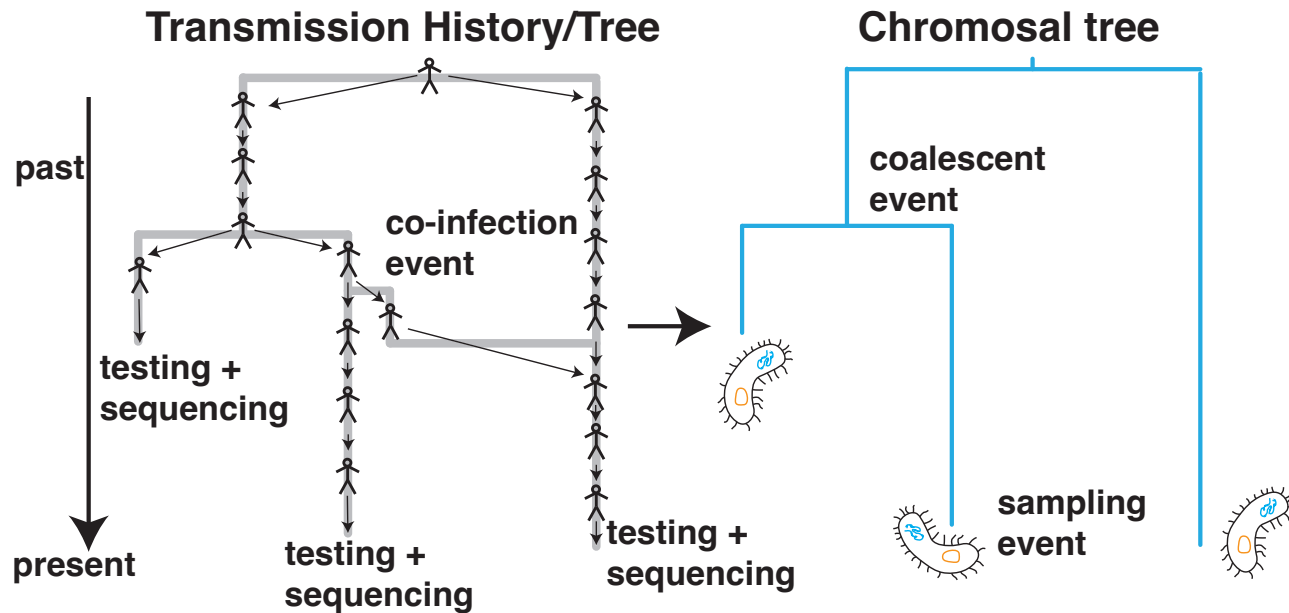 Transmission History/Tree
Chromosal tree
past
coalescent
event
co-infection
event
testing +
sequencing
sampling
event
testing +
sequencing
testing +
sequencing
present